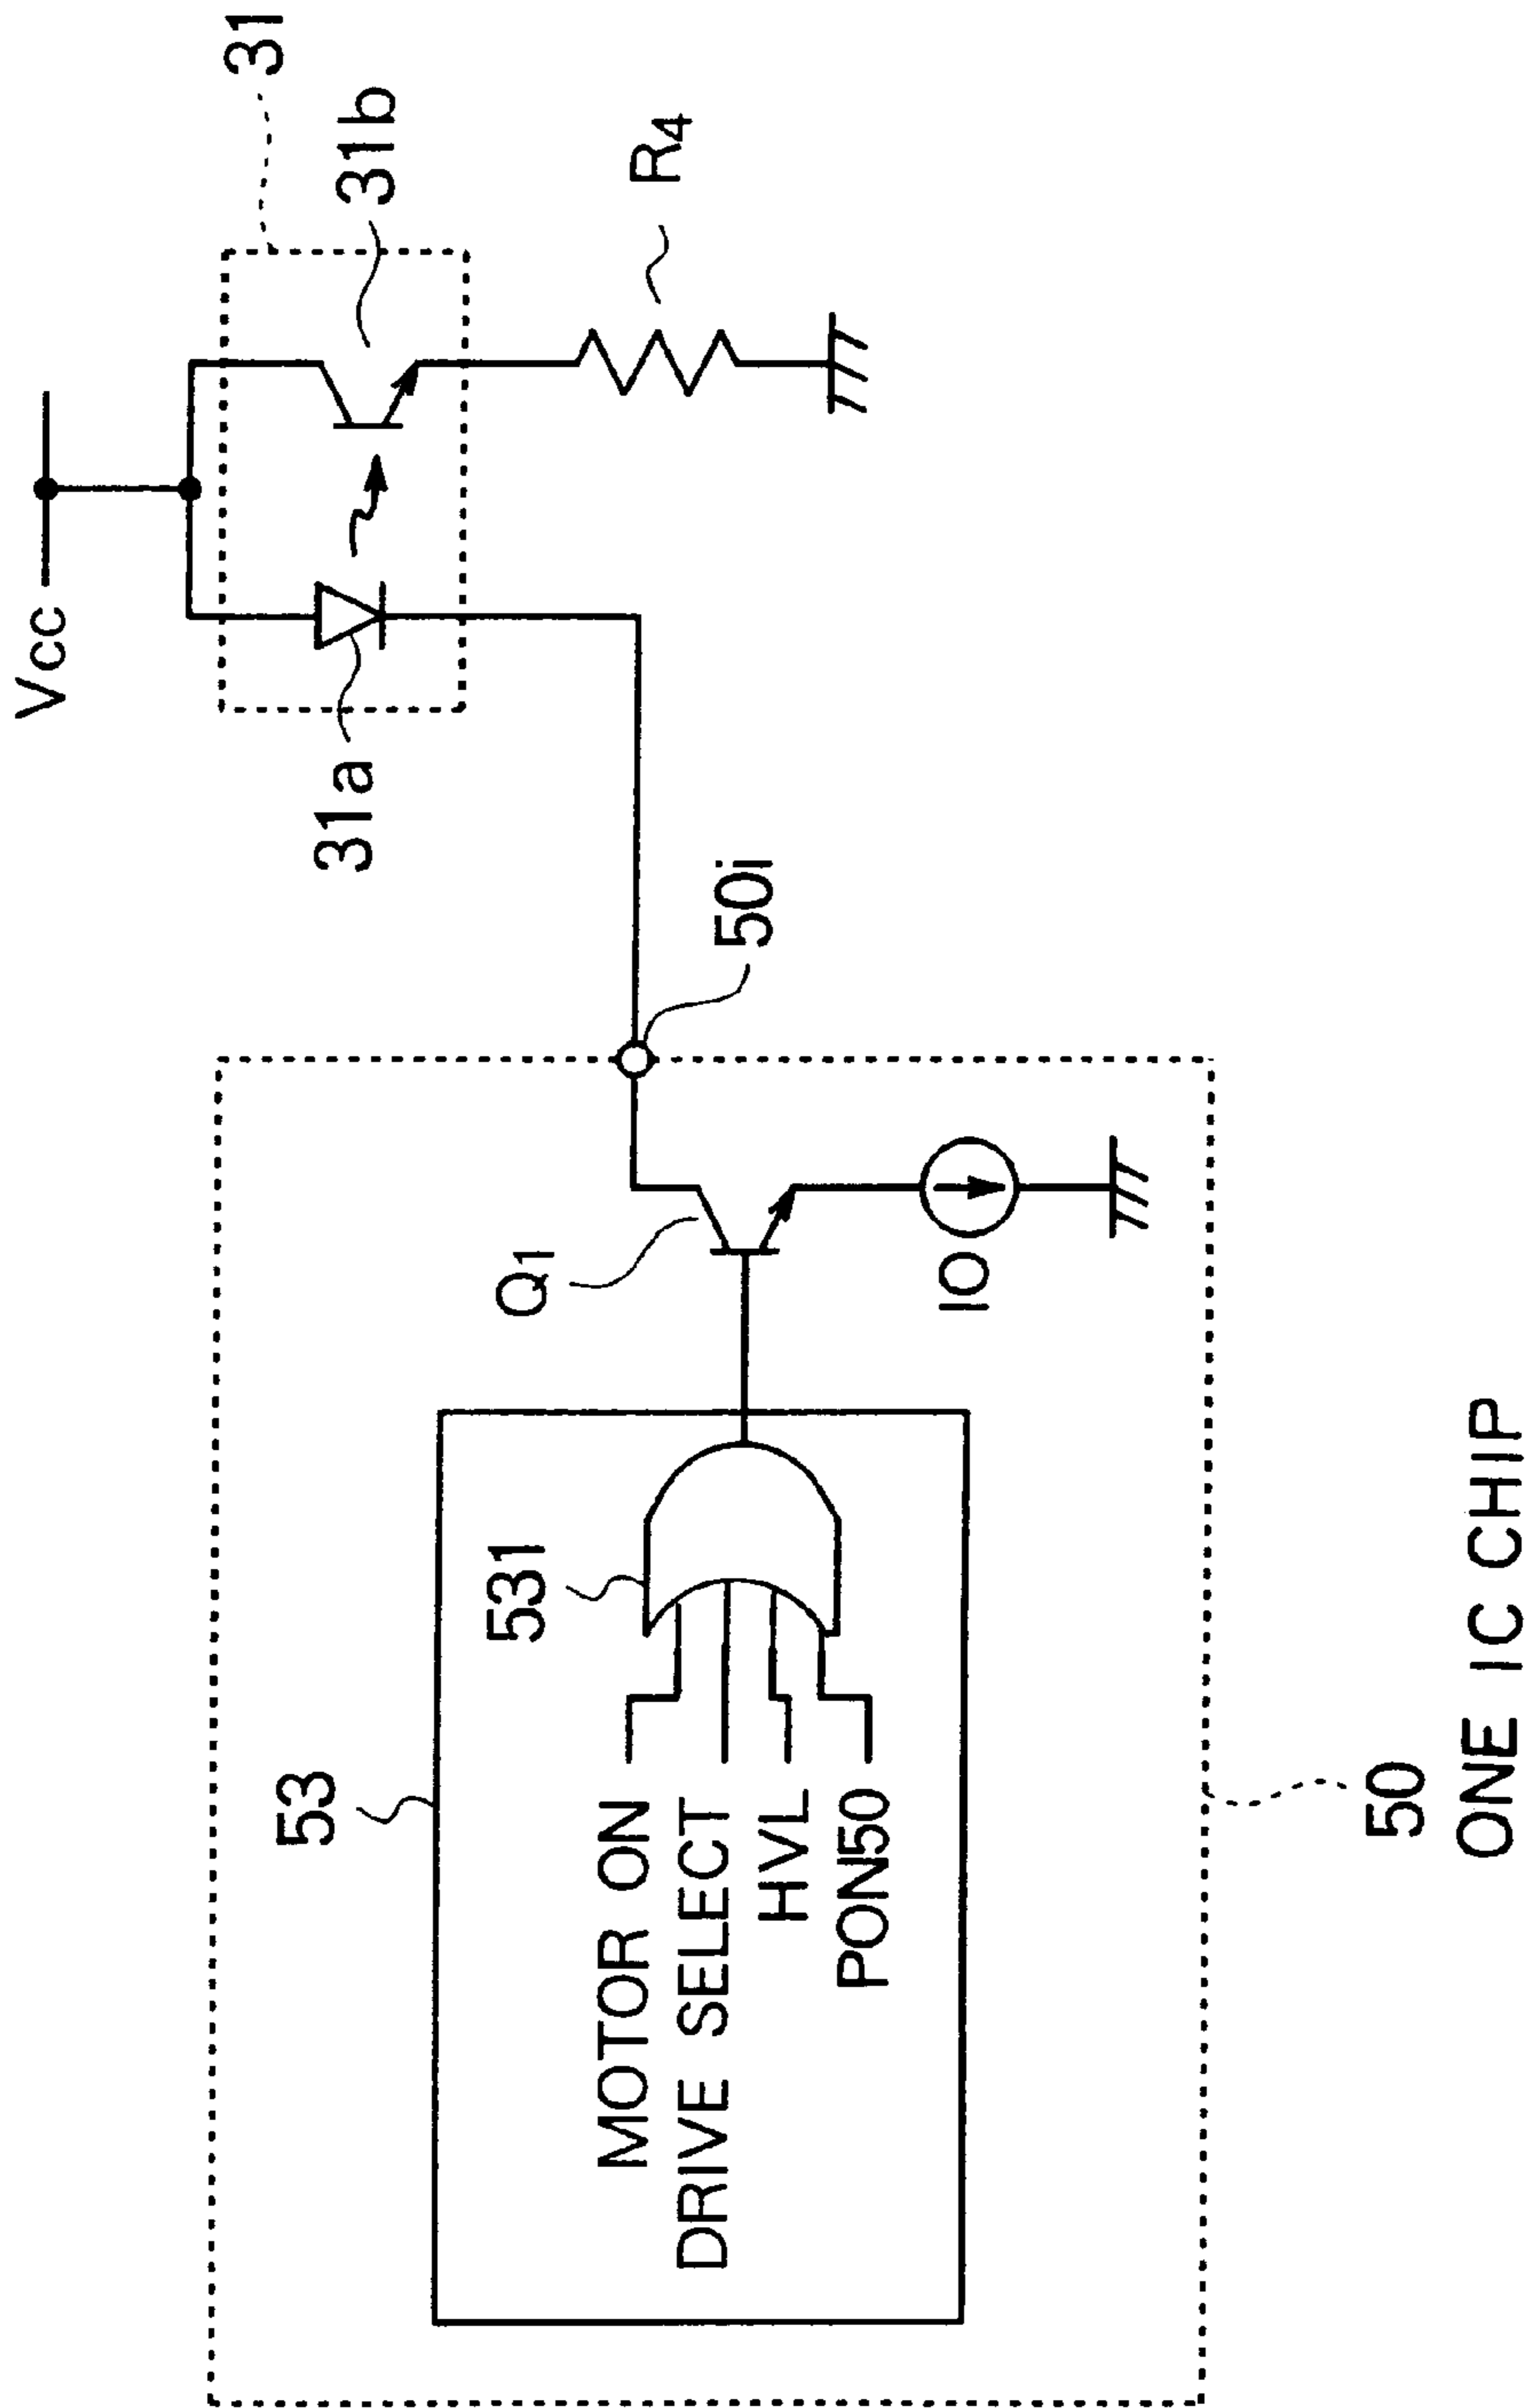 Vcc
31
31a
31b
R4
50i
Q1
IO
53
531
MOTOR ON
DRIVE SELECT
HVL
PON50
50
ONE IC CHIP